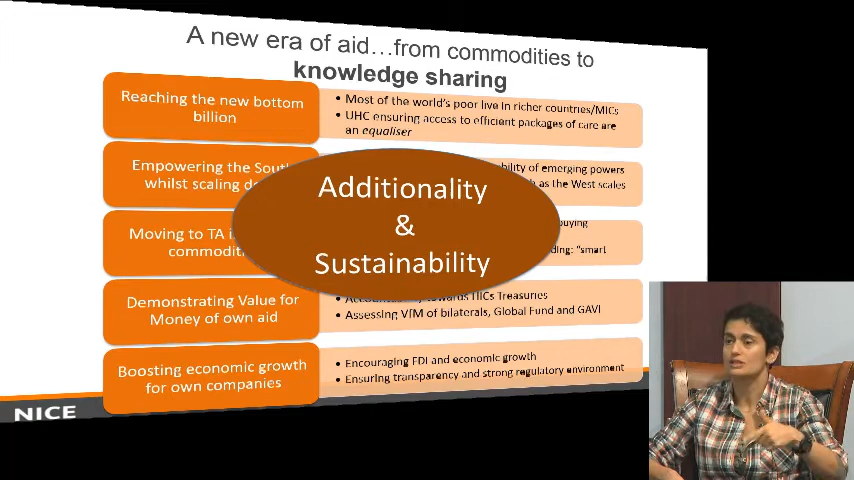 A new era of aid...from commodities to
knowledge sharing
Reaching the new bottom
billion
• Most of the world's poor live in richer countries/MICs
• UHC ensuring access to efficient packages of care are
an equaliser
Empowering the South
whilst scaling
bility of emerging powers
as the West scales
Additionality
&
Sustainability
Moving to TA
buying
ding: "smart
Demonstrating Value for
Money of own aid
towards HICs Treasuries
• Assessing VfM of bilaterals, Global Fund and GAVI
Boosting economic growth
for own companies
• Encouraging FDI and economic growth
• Ensuring transparency and strong regulatory environment
NICE